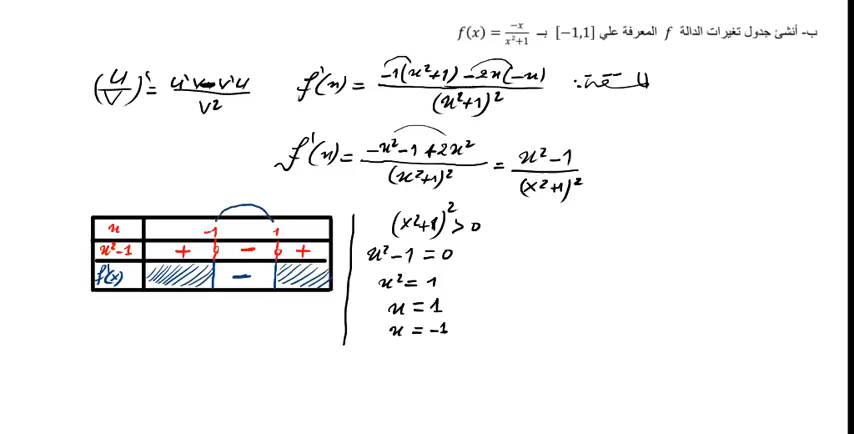 ب- أنشئ جدول تغيرات الدالة f المعرفة علي [−1,1] بـ f(x) = −x/(x²+1)
(u/v)' = (u'v − v'u)/v²
f'(x) = (−1(x²+1) − 2x(−x))/(x²+1)²
f'(x) = (−x²−1+2x²)/(x²+1)² = (x²−1)/(x²+1)²
x −1 1
x²−1 + 0 − 0 +
f'(x) −
(x²+1)² > 0
x²−1 = 0
x² = 1
x = 1
x = −1